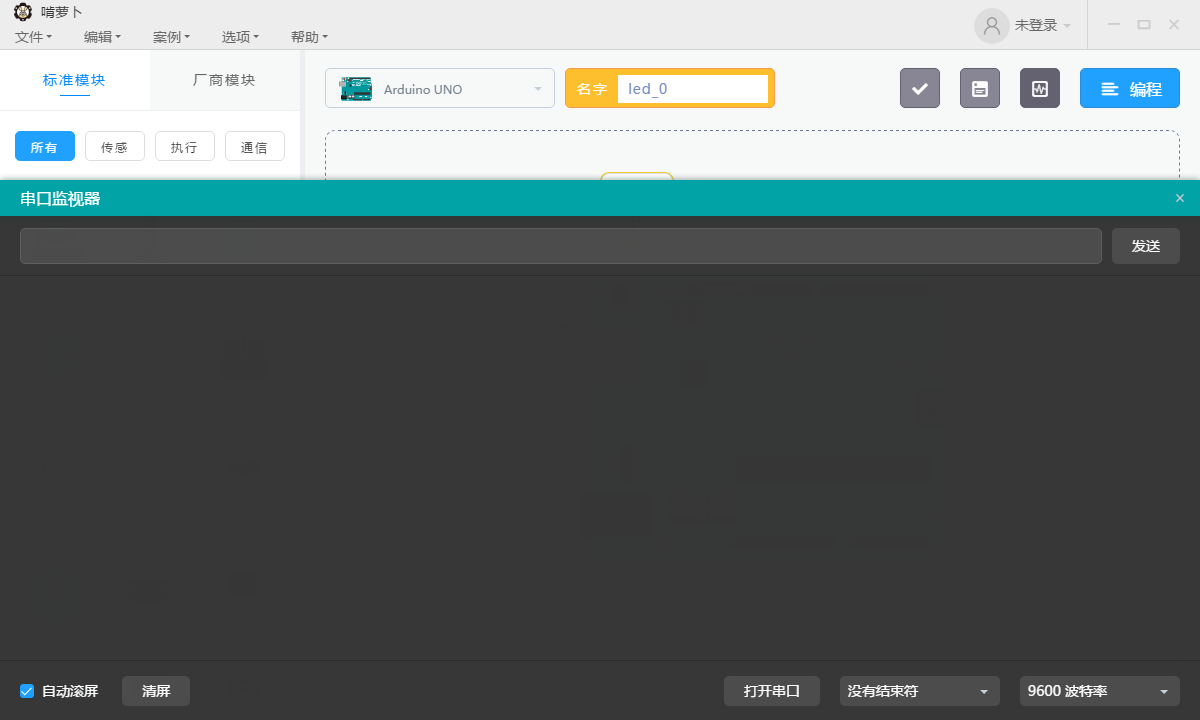 啃萝卜
文件 编辑 案例 选项 帮助 未登录
标准模块 厂商模块 Arduino UNO 名字 led_0 编程
所有 传感 执行 通信
串口监视器
发送
自动滚屏 清屏 打开串口 没有结束符 9600 波特率